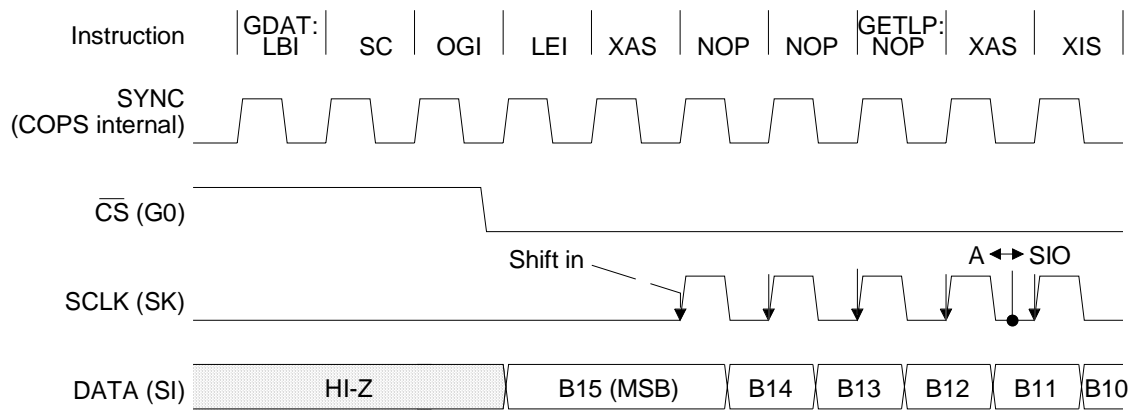 Instruction GDAT: LBI SC OGI LEI XAS NOP NOP GETLP: NOP XAS XIS
SYNC
(COPS internal)
CS (G0)
Shift in
A SIO
SCLK (SK)
DATA (SI) HI-Z B15 (MSB) B14 B13 B12 B11 B10